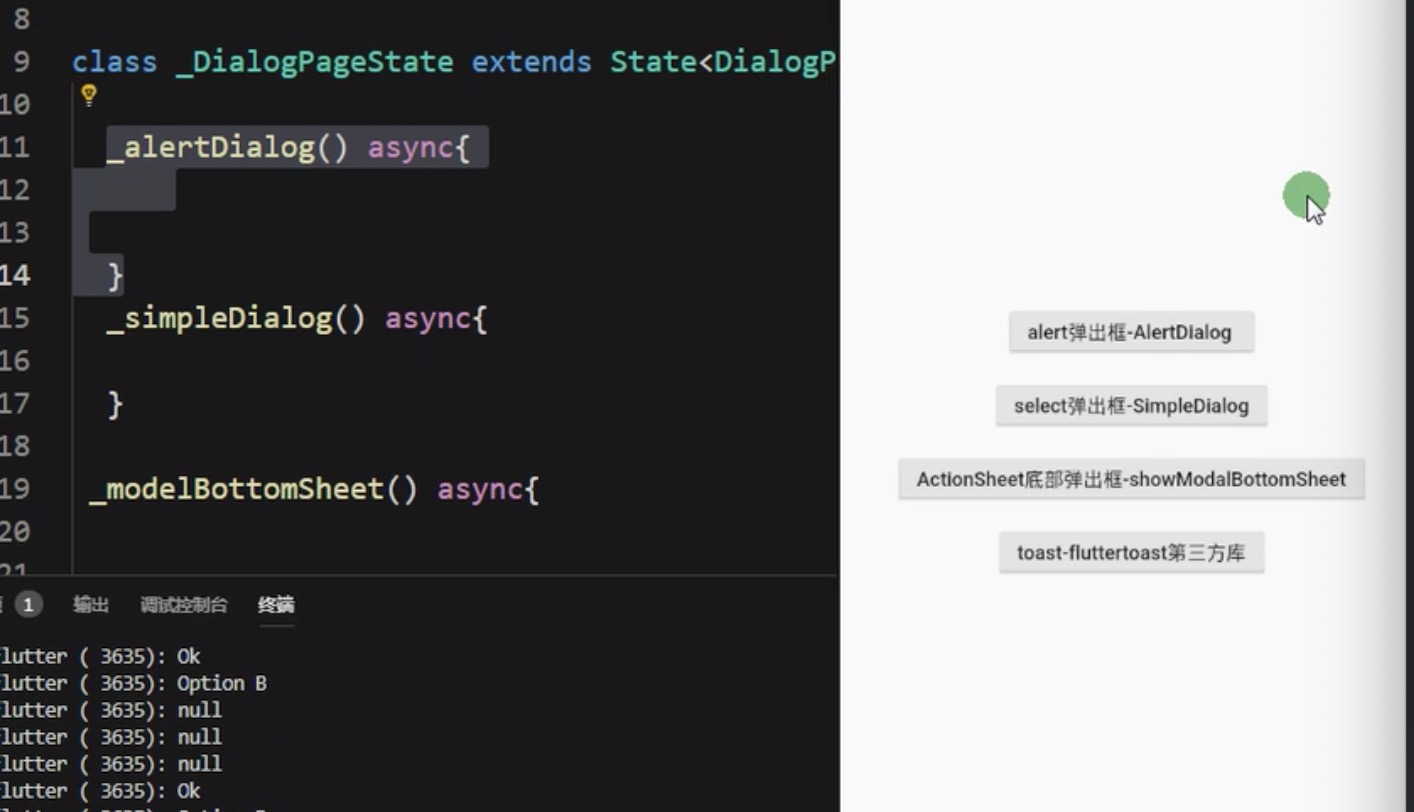 8
9 class _DialogPageState extends State<DialogP
10
11 _alertDialog() async{
12
13
14 }
15 _simpleDialog() async{
16
17 }
18
19 _modelBottomSheet() async{
20
21
1 输出 调试控制台 终端
lutter ( 3635): Ok
lutter ( 3635): Option B
lutter ( 3635): null
lutter ( 3635): null
lutter ( 3635): null
lutter ( 3635): Ok
alert弹出框-AlertDialog
select弹出框-SimpleDialog
ActionSheet底部弹出框-showModalBottomSheet
toast-fluttertoast第三方库